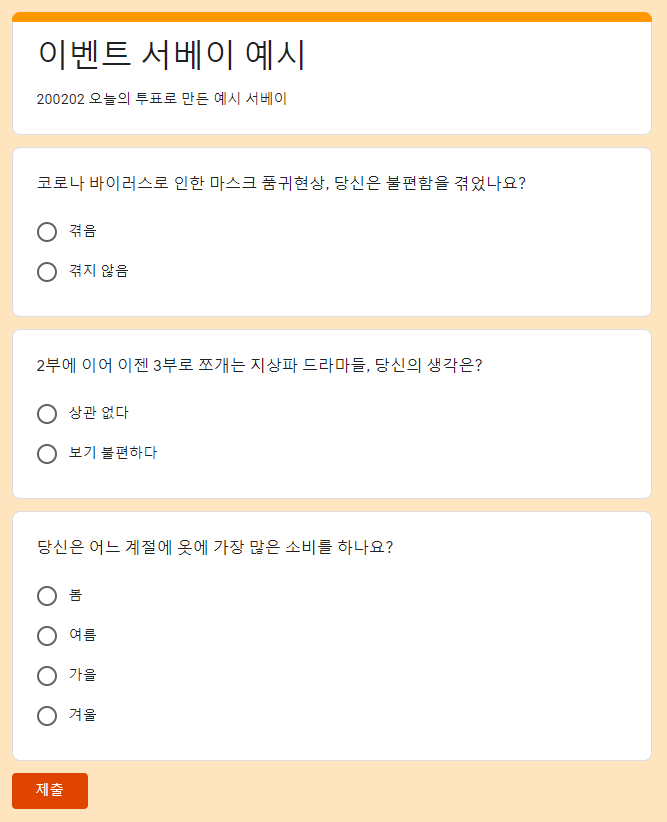 이벤트 서베이 예시
200202 오늘의 투표로 만든 예시 서베이
코로나 바이러스로 인한 마스크 품귀현상, 당신은 불편함을 겪었나요?
겪음
겪지 않음
2부에 이어 이젠 3부로 쪼개는 지상파 드라마들, 당신의 생각은?
상관 없다
보기 불편하다
당신은 어느 계절에 옷에 가장 많은 소비를 하나요?
봄
여름
가을
겨울
제출